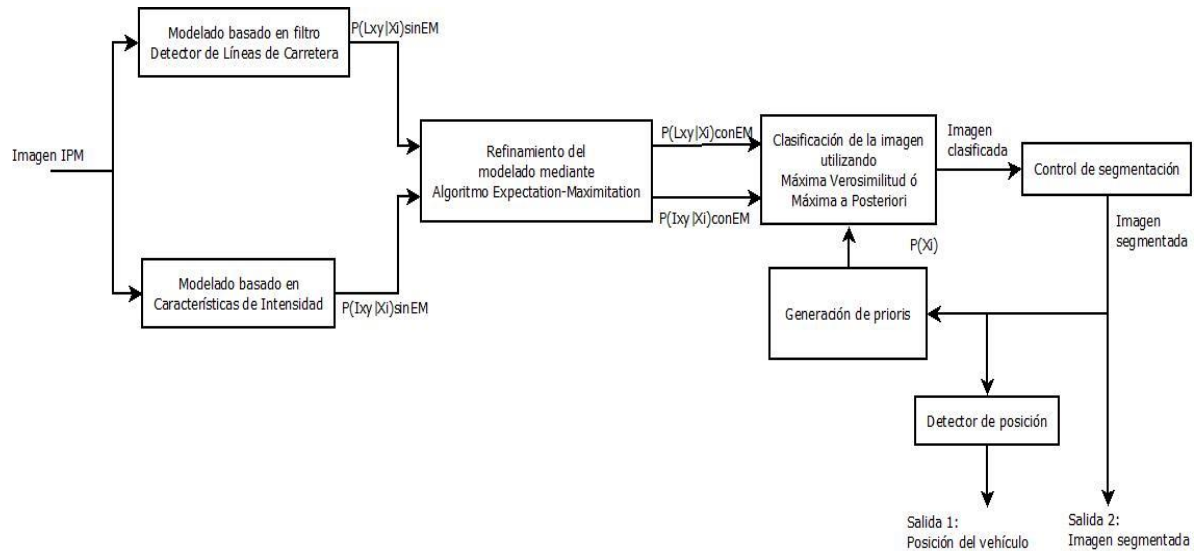 Modelado basado en filtro
Detector de Líneas de Carretera
P(Lxy|Xi)sinEM
Imagen IPM
Modelado basado en
Características de Intensidad
P(Ixy|Xi)sinEM
Refinamiento del
modelado mediante
Algoritmo Expectation-Maximitation
P(Lxy|Xi)conEM
P(Ixy|Xi)conEM
Clasificación de la imagen
utilizando
Máxima Verosimilitud ó
Máxima a Posteriori
Imagen
clasificada
Control de segmentación
Imagen
segmentada
P(Xi)
Generación de prioris
Detector de posición
Salida 1:
Posición del vehículo
Salida 2:
Imagen segmentada